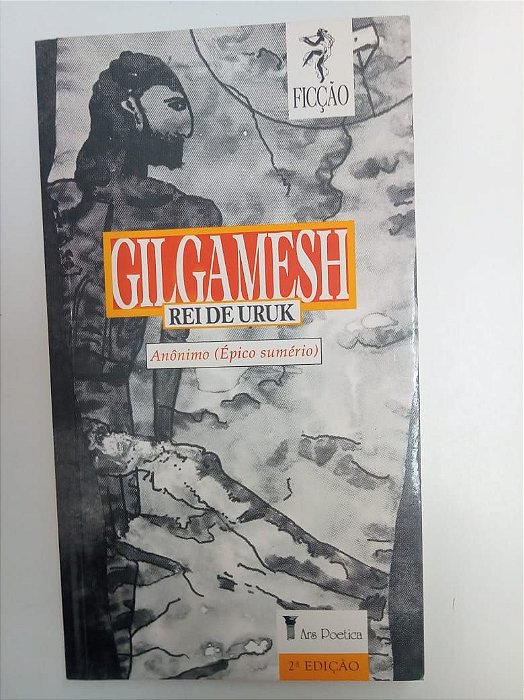 FICÇÃO
GILGAMESH
REI DE URUK
Anônimo (Épico sumério)
Ars Poetica
2ª EDIÇÃO